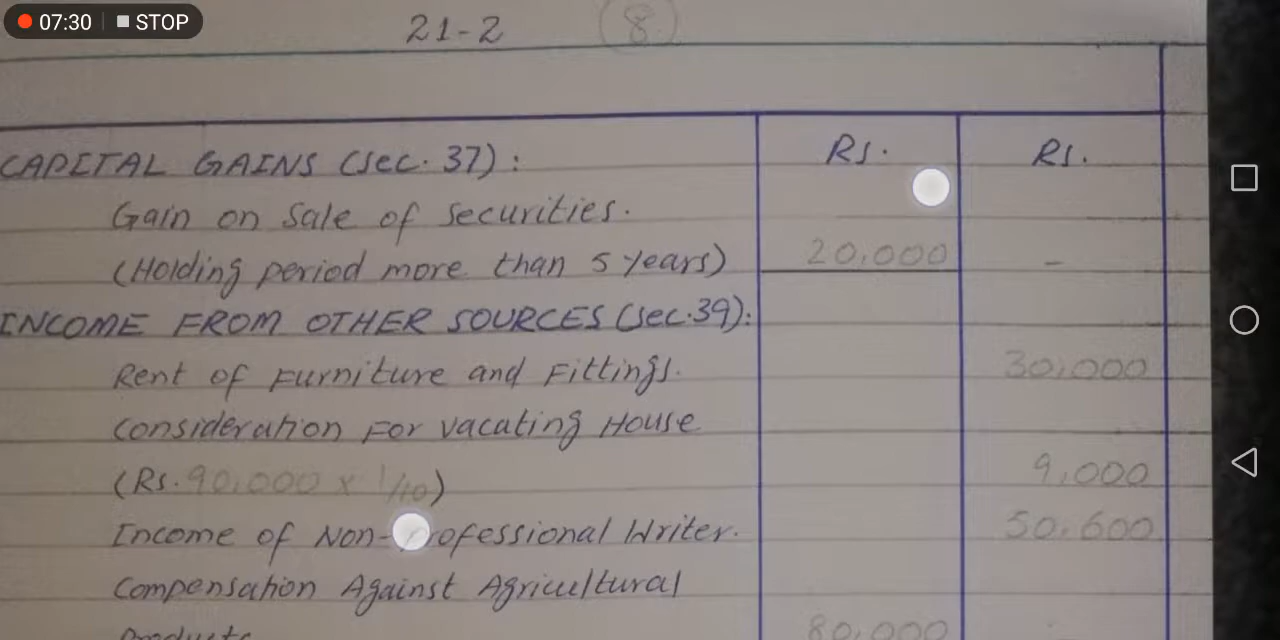 07:30 STOP
21-2 8
Rs. Rs.
CAPITAL GAINS (sec. 37):
Gain on Sale of Securities.
(Holding period more than 5 years) 20,000 -
INCOME FROM OTHER SOURCES (sec.39):
Rent of Furniture and Fittings. 30,000
Consideration For vacating House
(Rs.90,000 x 1/10) 9,000
Income of Non- Writer. 50,600
Compensation Against Agricultural
Products 80,000 -